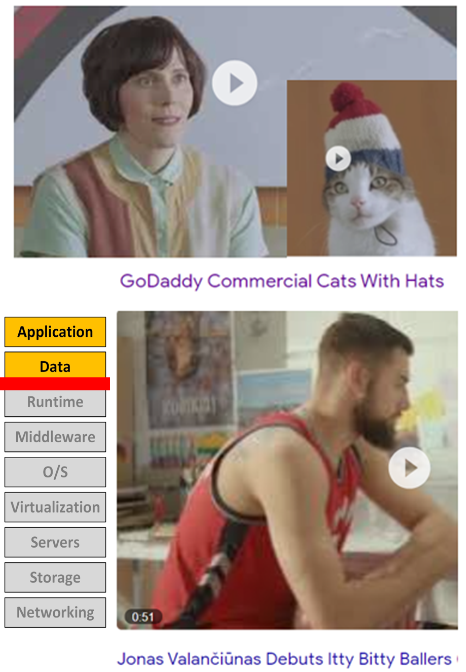 GoDaddy Commercial Cats With Hats
Application
Data
Runtime
Middleware
O/S
Virtualization
Servers
Storage
Networking
0:51
Jonas Valančiūnas Debuts Itty Bitty Ballers